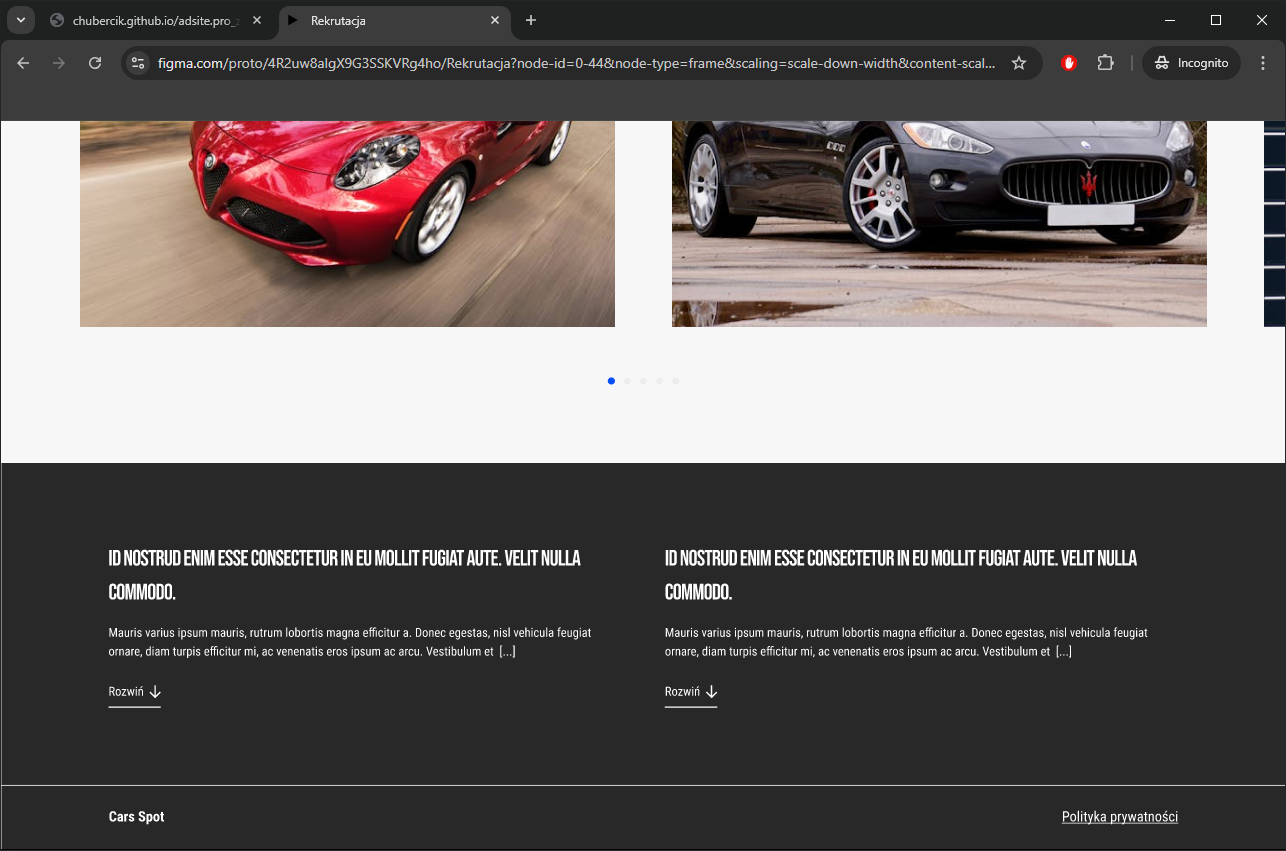 chubercik.github.io/adsite.pro_
Rekrutacja
figma.com/proto/4R2uw8algX9G3SSKVRg4ho/Rekrutacja?node-id=0-44&node-type=frame&scaling=scale-down-width&content-scal...
Incognito
ID NOSTRUD ENIM ESSE CONSECTETUR IN EU MOLLIT FUGIAT AUTE. VELIT NULLA
COMMODO.
Mauris varius ipsum mauris, rutrum lobortis magna efficitur a. Donec egestas, nisl vehicula feugiat
ornare, diam turpis efficitur mi, ac venenatis eros ipsum ac arcu. Vestibulum et [...]
Rozwiń
ID NOSTRUD ENIM ESSE CONSECTETUR IN EU MOLLIT FUGIAT AUTE. VELIT NULLA
COMMODO.
Mauris varius ipsum mauris, rutrum lobortis magna efficitur a. Donec egestas, nisl vehicula feugiat
ornare, diam turpis efficitur mi, ac venenatis eros ipsum ac arcu. Vestibulum et [...]
Rozwiń
Cars Spot
Polityka prywatności